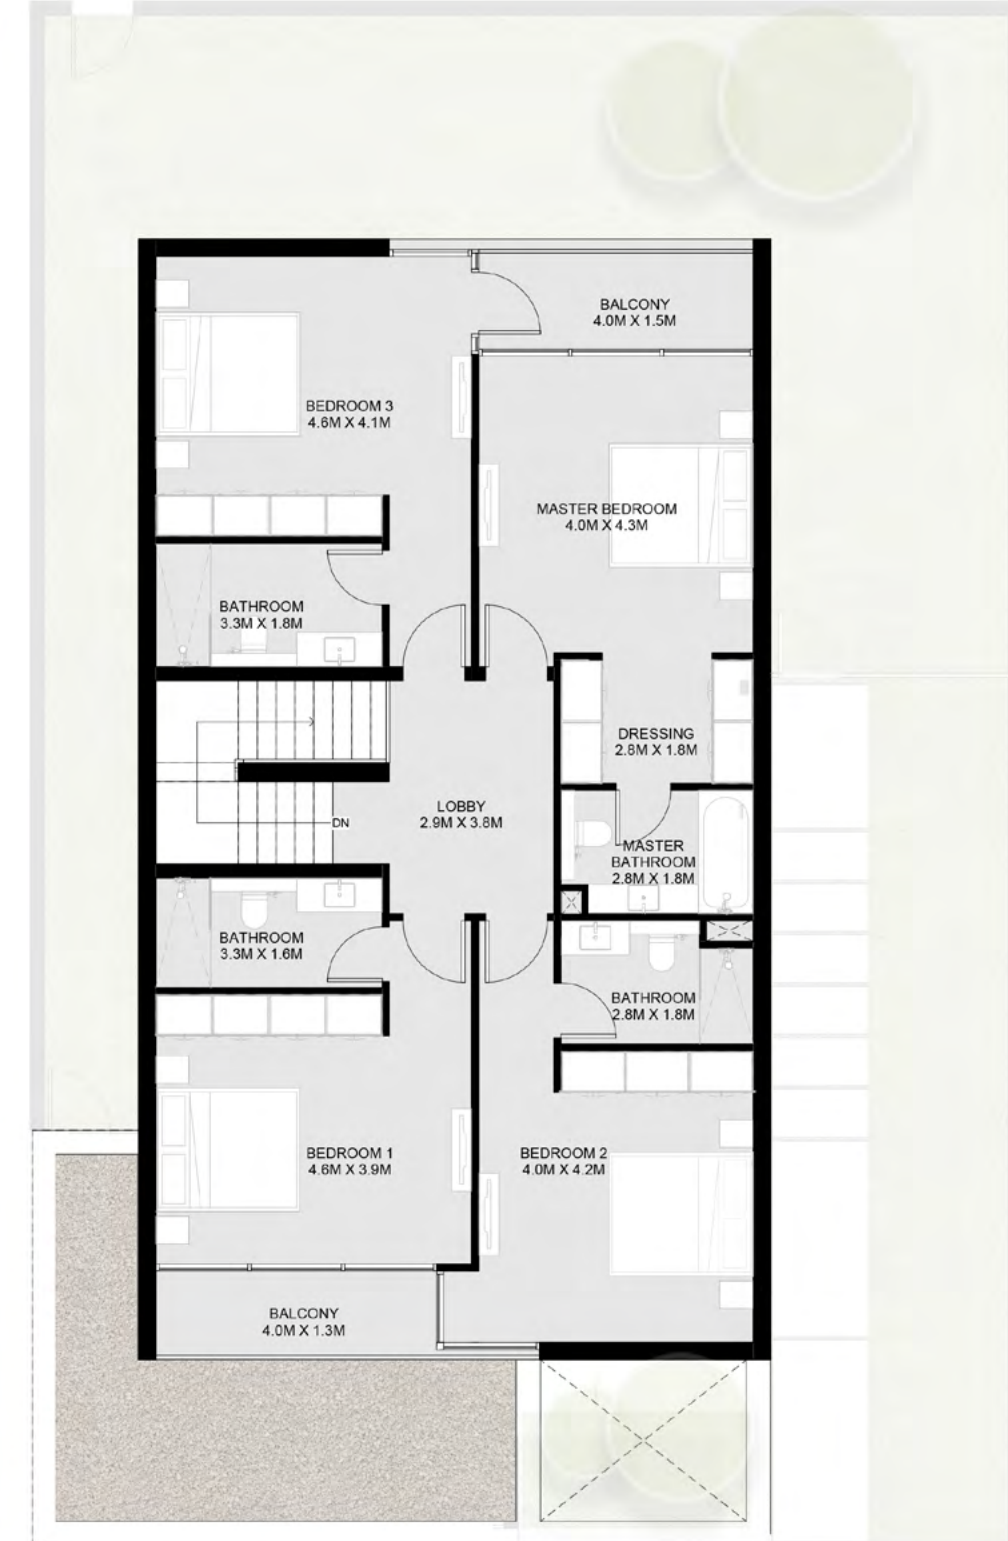 BALCONY
4.0M X 1.5M
BEDROOM 3
4.6M X 4.1M
MASTER BEDROOM
4.0M X 4.3M
BATHROOM
3.3M X 1.8M
DRESSING
2.8M X 1.8M
LOBBY
2.9M X 3.8M
DN
MASTER
BATHROOM
2.8M X 1.8M
BATHROOM
3.3M X 1.6M
BATHROOM
2.8M X 1.8M
BEDROOM 1
4.6M X 3.9M
BEDROOM 2
4.0M X 4.2M
BALCONY
4.0M X 1.3M